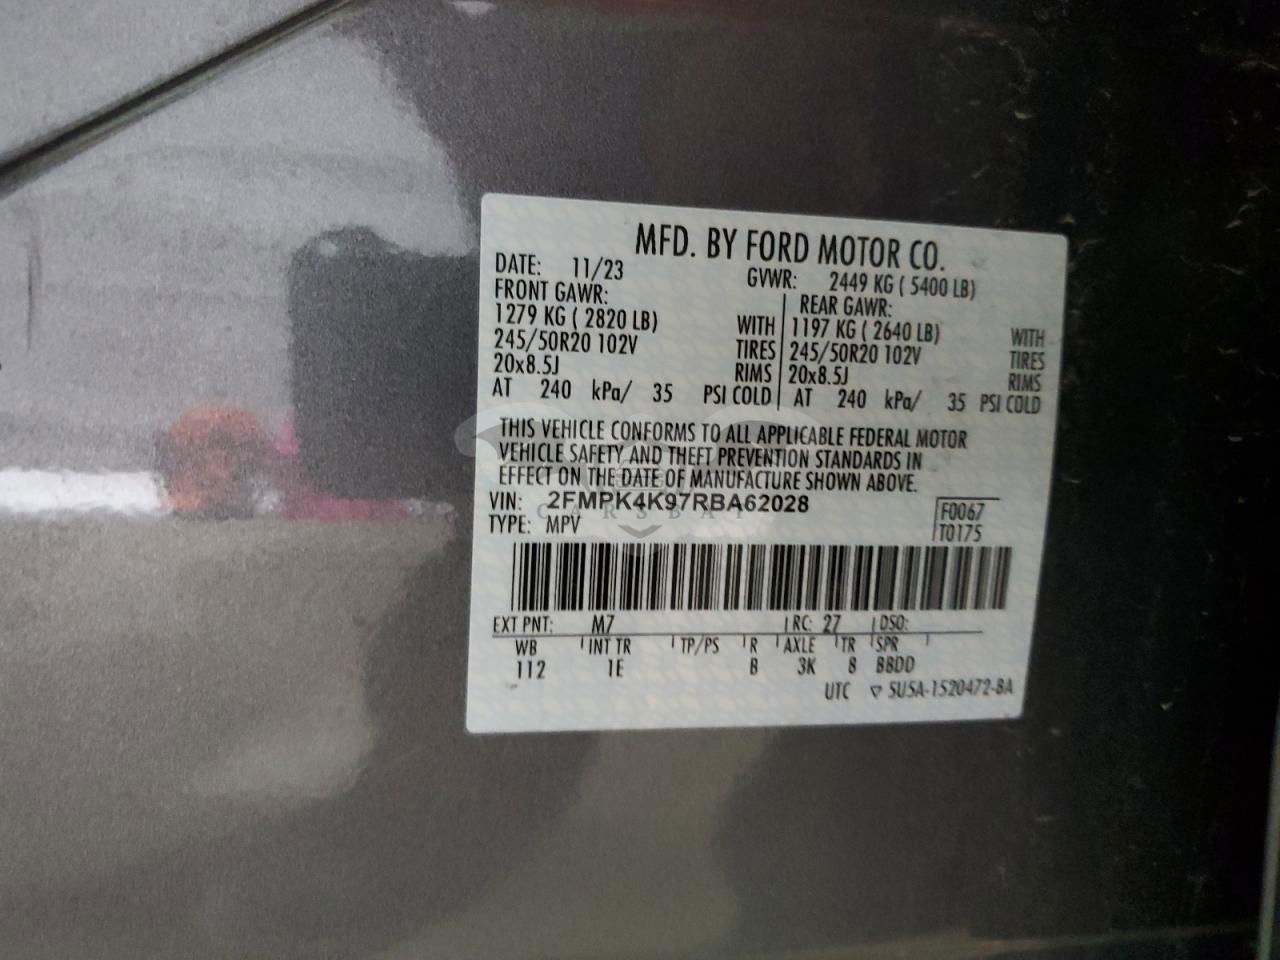 MFD. BY FORD MOTOR CO.
DATE: 11/23 GVWR: 2449 KG ( 5400 LB)
FRONT GAWR: REAR GAWR:
1279 KG ( 2820 LB) WITH 1197 KG ( 2640 LB) WITH
245/50R20 102V TIRES 245/50R20 102V TIRES
20x8.5J RIMS 20x8.5J RIMS
AT 240 kPa/ 35 PSI COLD AT 240 kPa/ 35 PSI COLD
THIS VEHICLE CONFORMS TO ALL APPLICABLE FEDERAL MOTOR
VEHICLE SAFETY AND THEFT PREVENTION STANDARDS IN
EFFECT ON THE DATE OF MANUFACTURE SHOWN ABOVE.
VIN: 2FMPK4K97RBA62028 F0067
CARSBAT
TYPE: MPV T0175
EXT PNT: M7 RC: 27 DSO:
WB INT TR TP/PS R AXLE TR SPR
112 1E B 3K 8 BBDD
UTC ▽ 5U5A-1520472-BA